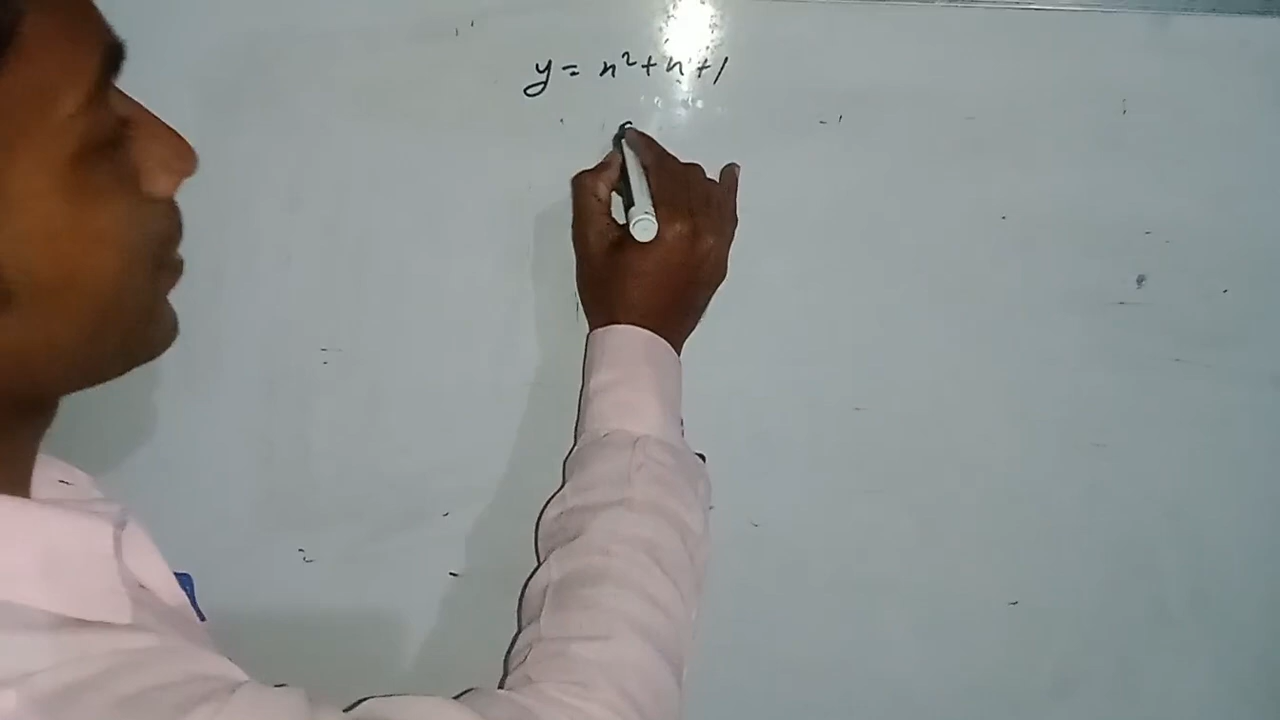 y = x²+x+1